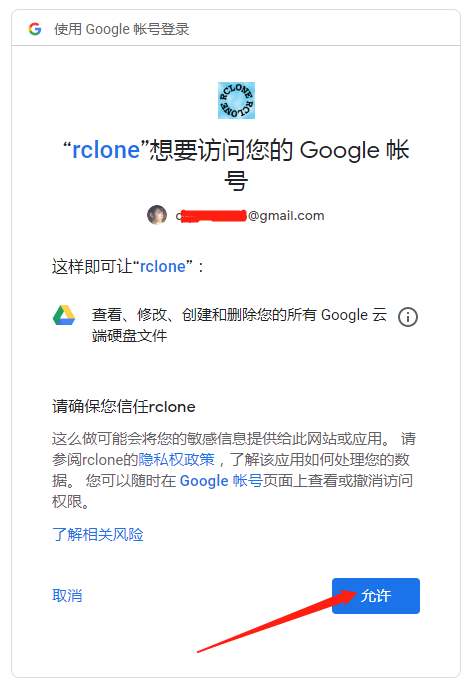 使用 Google 帐号登录
RCLONE RCLONE
“rclone”想要访问您的 Google 帐
号
@gmail.com
这样即可让“rclone”：
查看、修改、创建和删除您的所有 Google 云
端硬盘文件
请确保您信任rclone
这么做可能会将您的敏感信息提供给此网站或应用。 请
参阅rclone的隐私权政策，了解该应用如何处理您的数
据。 您可以随时在 Google 帐号页面上查看或撤消访问
权限。
了解相关风险
取消
允许